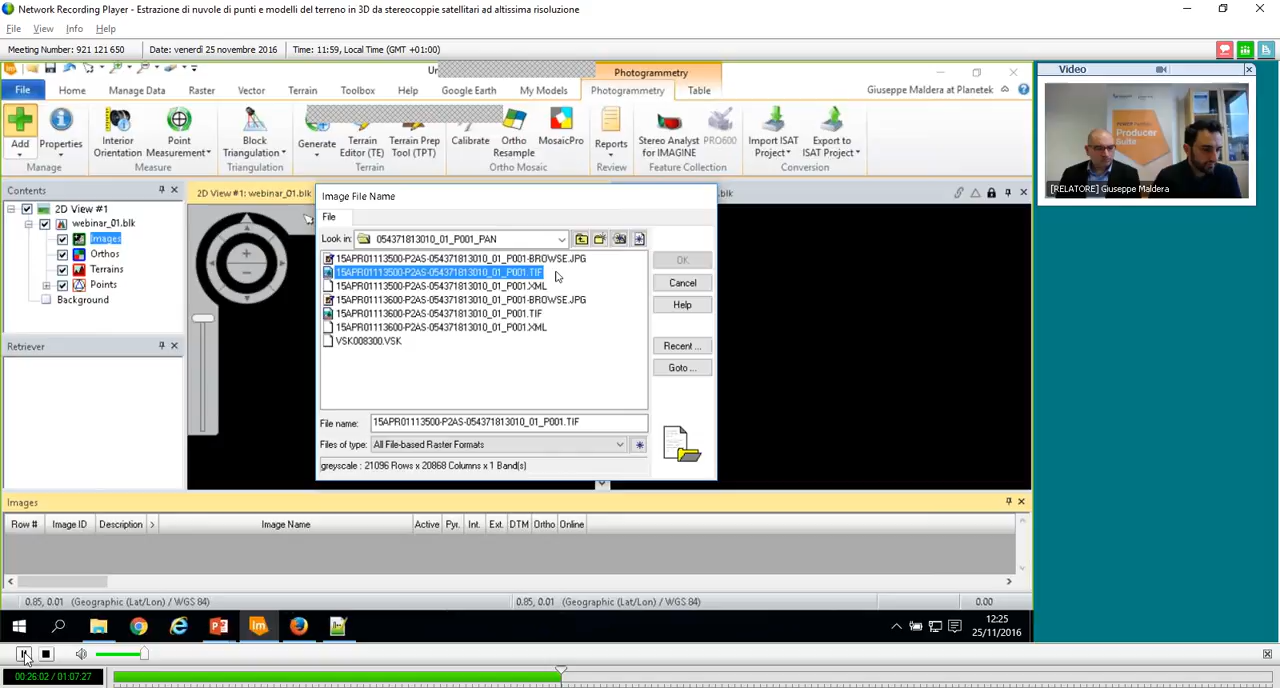 Network Recording Player - Estrazione di nuvole di punti e modelli del terreno in 3D da stereocoppie satellitari ad altissima risoluzione
File View Info Help
Meeting Number: 921 121 650 Date: venerdì 25 novembre 2016 Time: 11:59, Local Time (GMT +01:00)
Video
Ur
Photogrammetry
File Home Manage Data Raster Vector Terrain Toolbox Help Google Earth My Models Photogrammetry Table Giuseppe Maldera at Planetek
Add Properties Interior Orientation Point Measurement Block Triangulation Generate Terrain Editor (TE) Terrain Prep Tool (TPT) Calibrate Ortho Resample MosaicPro Reports Stereo Analyst for IMAGINE PRO600 Import ISAT Project Export to ISAT Project
Manage Measure Triangulation Terrain Ortho Mosaic Review Feature Collection Conversion
Producer Suite
[RELATORE] Giuseppe Maldera
Contents
2D View #1: webinar_01.blk
.blk
2D View #1
webinar_01.blk
Images
Orthos
Terrains
Points
Background
Retriever
Image File Name
File
Look in: 054371813010_01_P001_PAN
15APR01113500-P2AS-054371813010_01_P001-BROWSE.JPG
15APR01113500-P2AS-054371813010_01_P001.TIF
15APR01113500-P2AS-054371813010_01_P001.XML
15APR01113600-P2AS-054371813010_01_P001-BROWSE.JPG
15APR01113600-P2AS-054371813010_01_P001.TIF
15APR01113600-P2AS-054371813010_01_P001.XML
VSK008300.VSK
OK
Cancel
Help
Recent ...
Goto ...
File name: 15APR01113500-P2AS-054371813010_01_P001.TIF
Files of type: All File-based Raster Formats
greyscale : 21096 Rows x 20868 Columns x 1 Band(s)
Images
Row # Image ID Description > Image Name Active Pyr. Int. Ext. DTM Ortho Online
0.85, 0.01 (Geographic (Lat/Lon) / WGS 84) 0.85, 0.01 (Geographic (Lat/Lon) / WGS 84) 0.00
12:25
25/11/2016
00:26.02 / 01:07:27